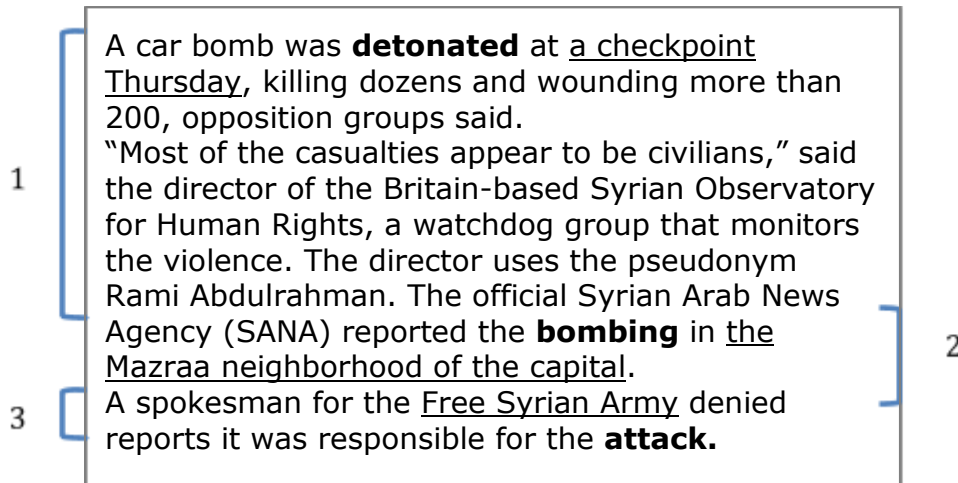 A car bomb was detonated at a checkpoint
Thursday, killing dozens and wounding more than
200, opposition groups said.
“Most of the casualties appear to be civilians,” said
1
the director of the Britain-based Syrian Observatory
for Human Rights, a watchdog group that monitors
the violence. The director uses the pseudonym
Rami Abdulrahman. The official Syrian Arab News
Agency (SANA) reported the bombing in the
2
Mazraa neighborhood of the capital.
A spokesman for the Free Syrian Army denied
3
reports it was responsible for the attack.